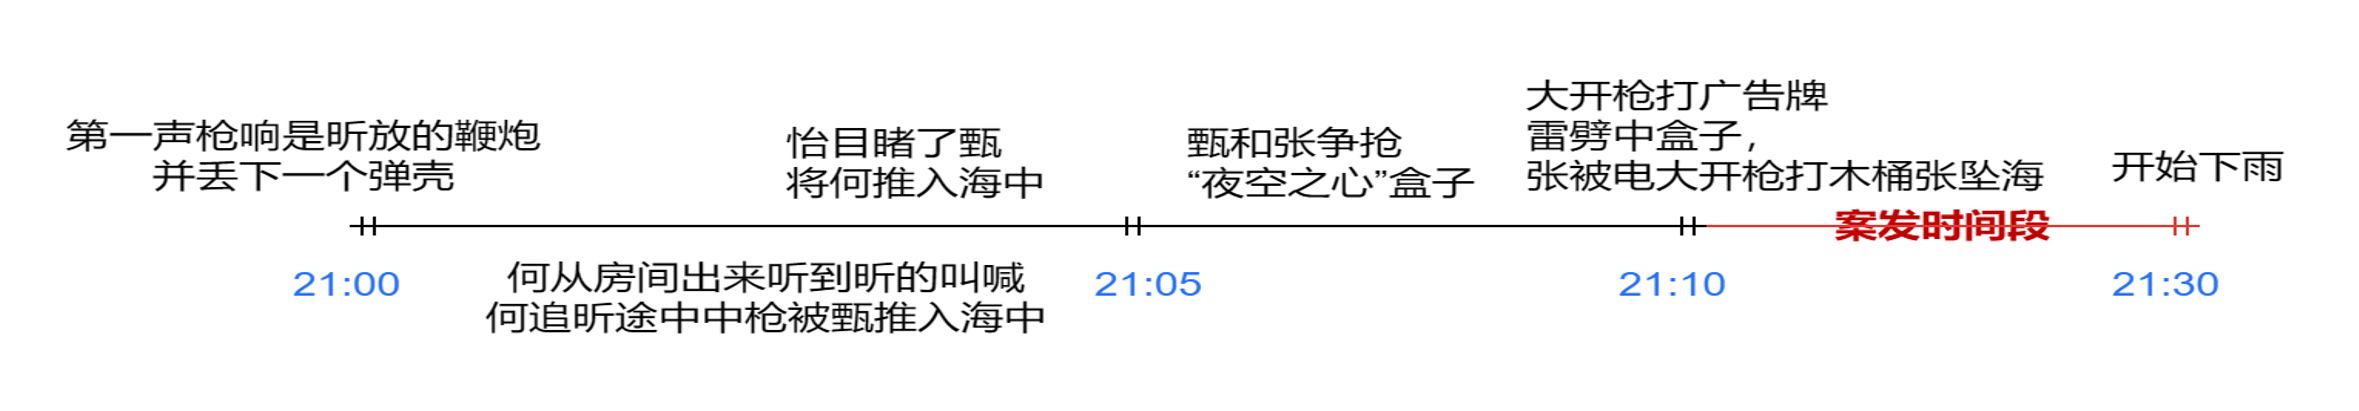 第一声枪响是昕放的鞭炮
并丢下一个弹壳
怡目睹了甄
将何推入海中
甄和张争抢
“夜空之心”盒子
大开枪打广告牌
雷劈中盒子，
张被电大开枪打木桶张坠海
开始下雨
案发时间段
21:00
何从房间出来听到昕的叫喊
何追昕途中中枪被甄推入海中
21:05
21:10
21:30